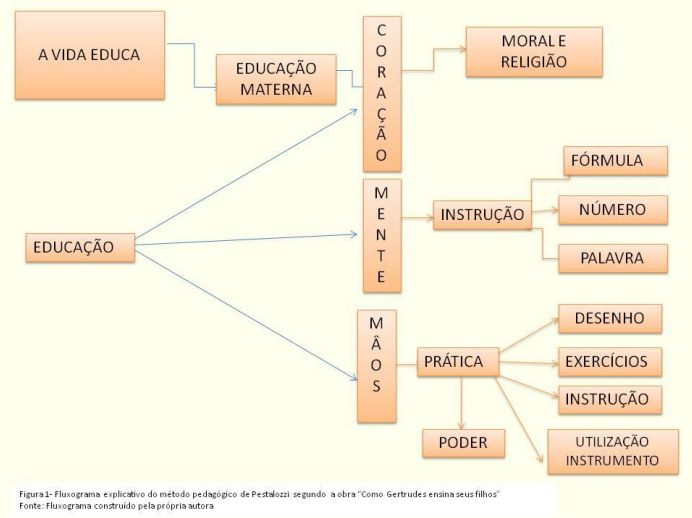 A VIDA EDUCA
EDUCAÇÃO
MATERNA
CORAÇÃO
MORAL E
RELIGIÃO
EDUCAÇÃO
MENTE
INSTRUÇÃO
FÓRMULA
NÚMERO
PALAVRA
MÂOS
PRÁTICA
DESENHO
EXERCÍCIOS
INSTRUÇÃO
UTILIZAÇÃO
INSTRUMENTO
PODER
Figura 1- Fluxograma explicativo do método pedagógico de Pestalozzi segundo a obra "Como Gertrudes ensina seus filhos"
Fonte: Fluxograma construído pela própria autora